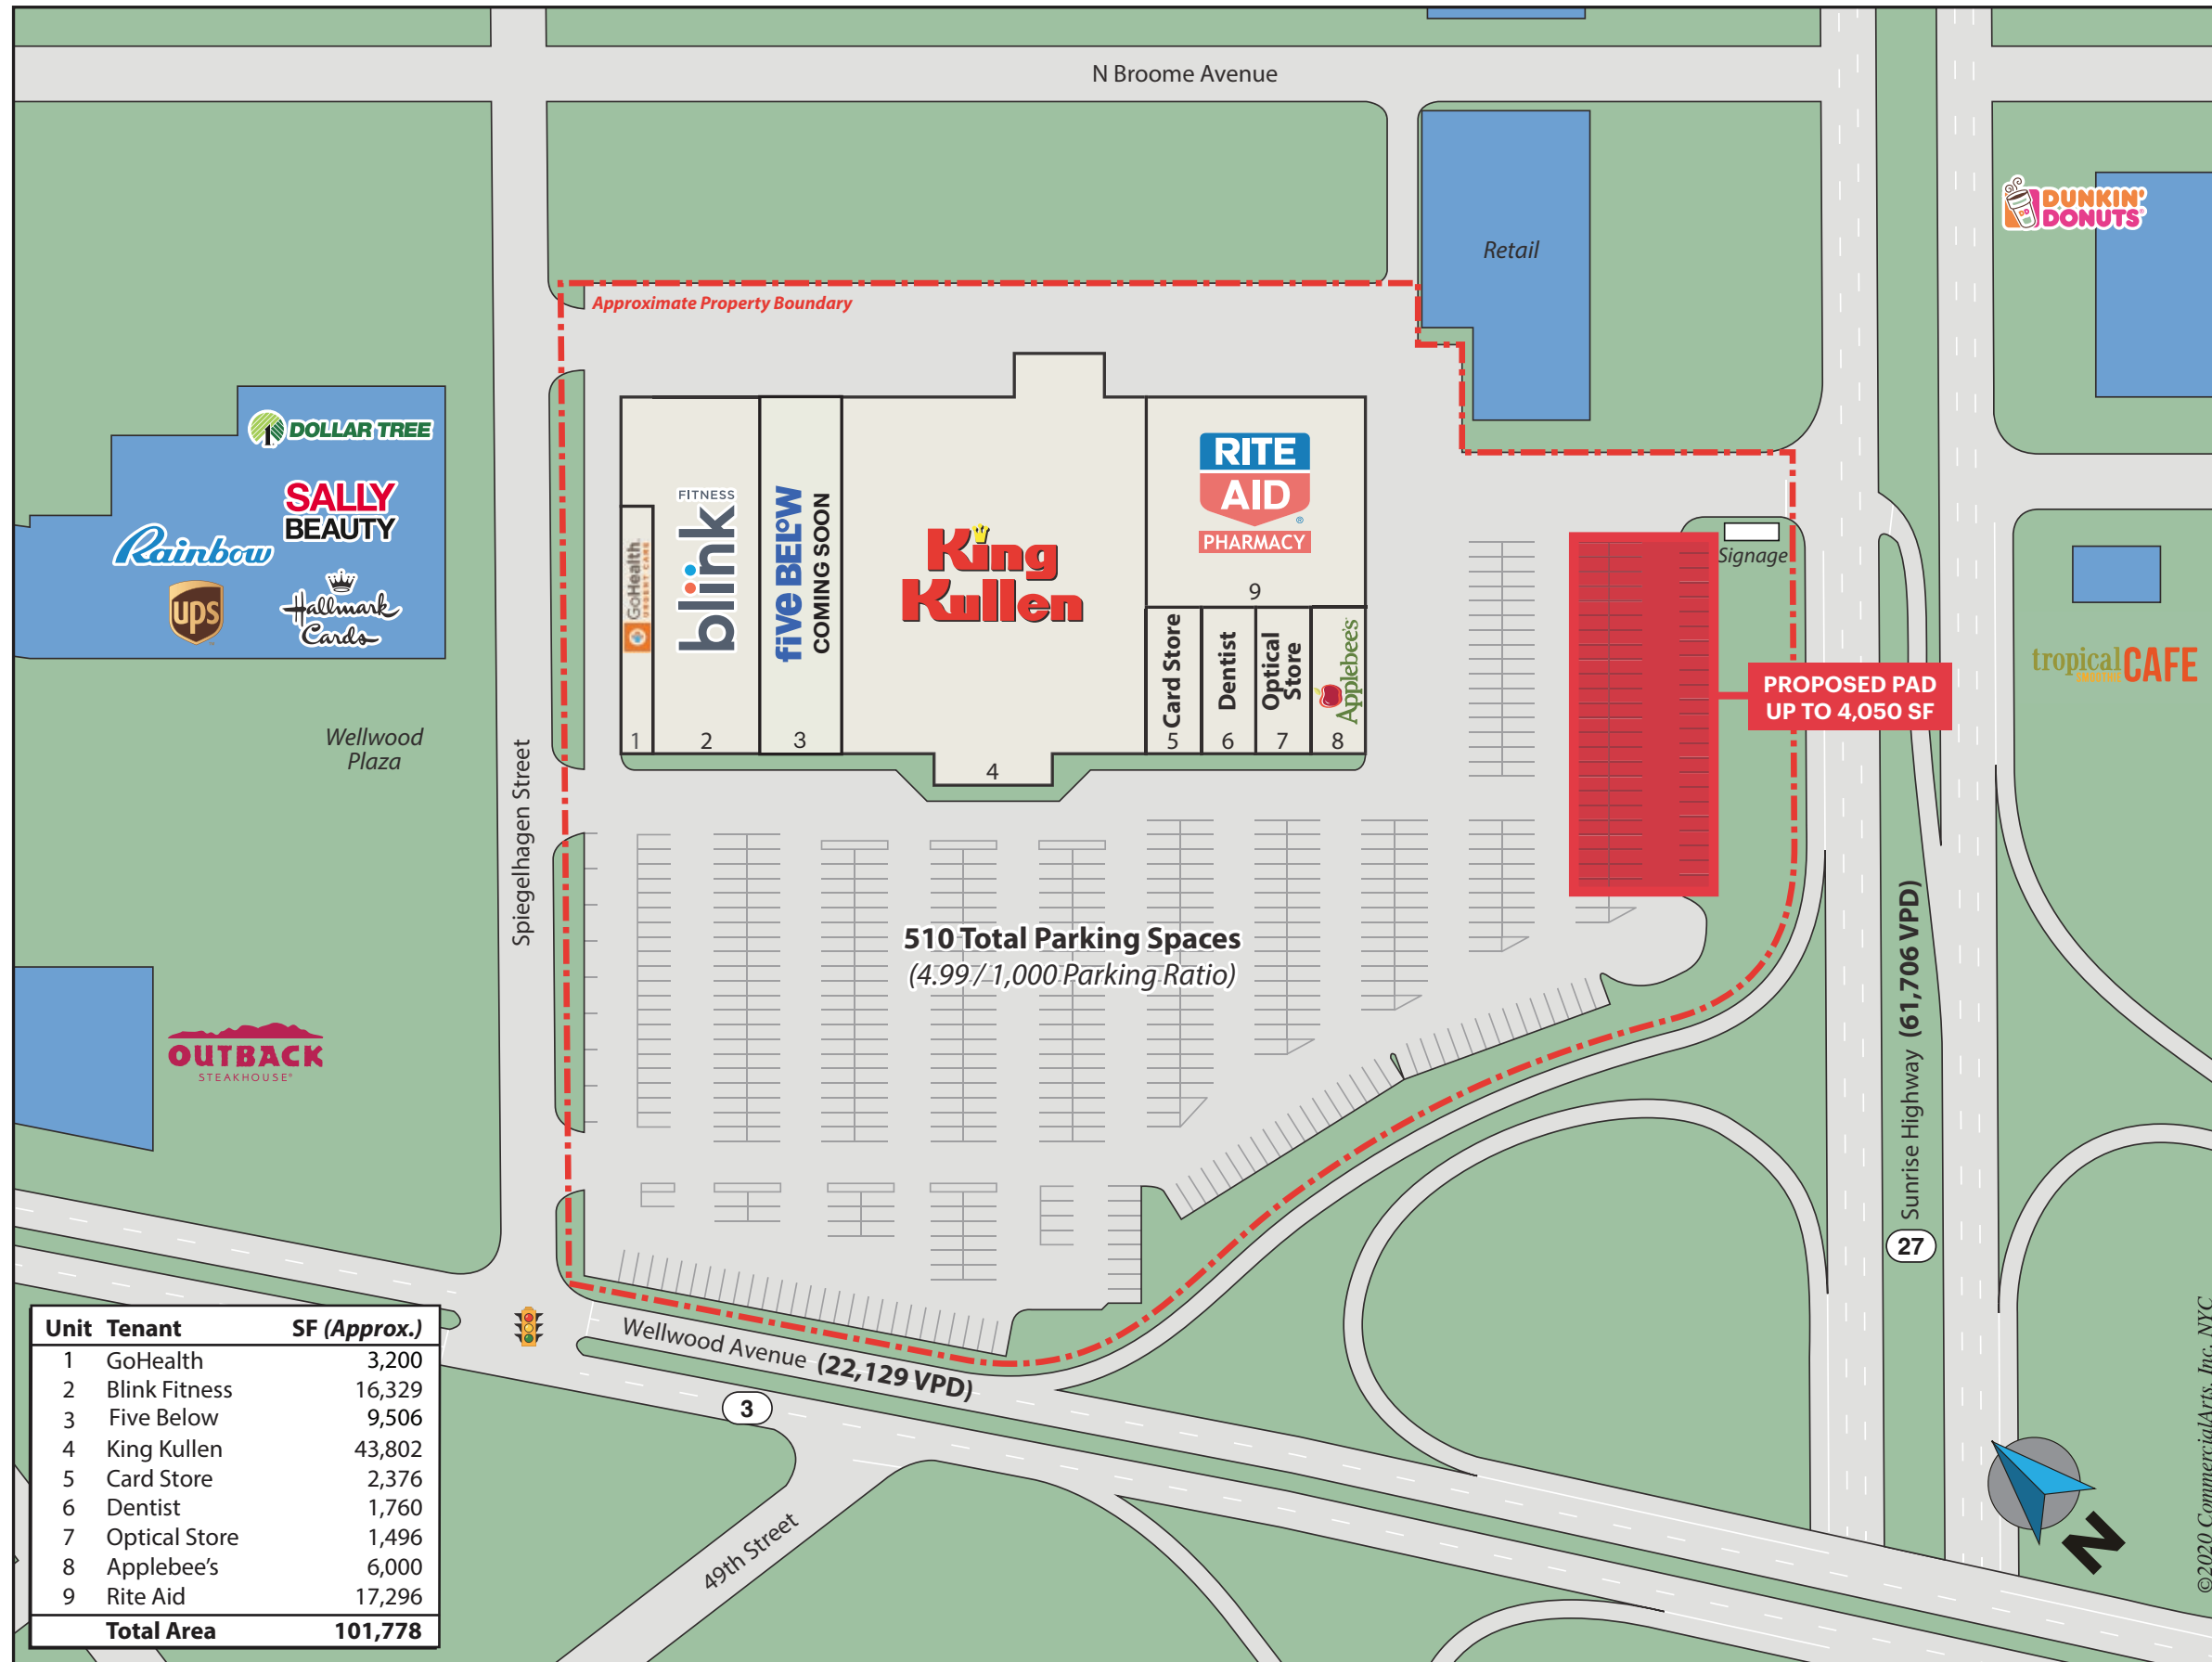 N Broome Avenue
Retail
DUNKIN'
DONUTS
Approximate Property Boundary
DOLLAR TREE
SALLY
BEAUTY
Rainbow
ups
Hallmark
Cards
Wellwood
Plaza
OUTBACK
STEAKHOUSE®
Spiegelhagen Street
GoHealth
URGENT CARE
1
FITNESS
blink
2
fiVe BELOW
COMING SOON
3
King
Kullen
4
RITE
AID
®
PHARMACY
9
Card Store
5
Dentist
6
Optical
Store
7
Applebee's
8
Signage
PROPOSED PAD
UP TO 4,050 SF
tropical CAFE
SMOOTHIE
510 Total Parking Spaces
(4.99 / 1,000 Parking Ratio)
Sunrise Highway (61,706 VPD)
27
Wellwood Avenue (22,129 VPD)
3
49th Street
N
Unit Tenant SF (Approx.)
1 GoHealth 3,200
2 Blink Fitness 16,329
3 Five Below 9,506
4 King Kullen 43,802
5 Card Store 2,376
6 Dentist 1,760
7 Optical Store 1,496
8 Applebee's 6,000
9 Rite Aid 17,296
Total Area 101,778
©2020 CommercialArts, Inc. NYC